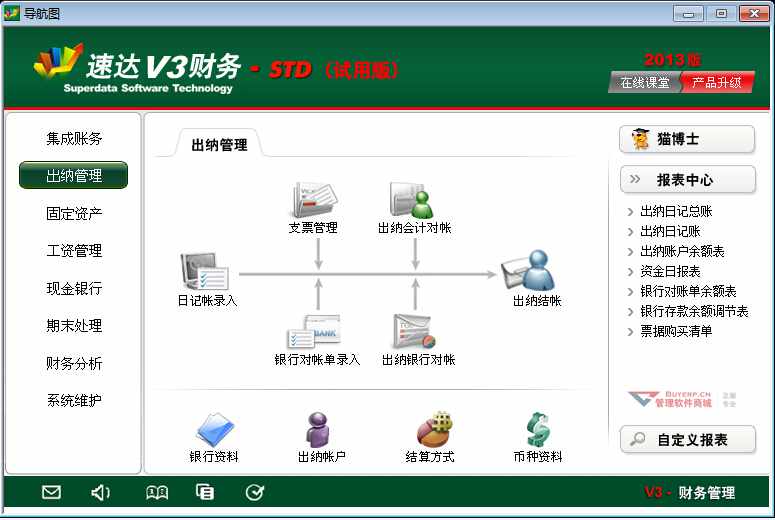 导航图
速达V3财务 - STD（试用版）
Superdata Software Technology
2013版
在线课堂 产品升级
集成账务
出纳管理
固定资产
工资管理
现金银行
期末处理
财务分析
系统维护
出纳管理
支票管理 出纳会计对帐
日记帐录入 出纳结帐
银行对帐单录入 出纳银行对帐
银行资料 出纳帐户 结算方式 币种资料
猫博士
报表中心
出纳日记总账
出纳日记账
出纳账户余额表
资金日报表
银行对账单余额表
银行存款余额调节表
票据购买清单
BUYERP.CN
管理软件商城
正版
专业
自定义报表
V3 - 财务管理